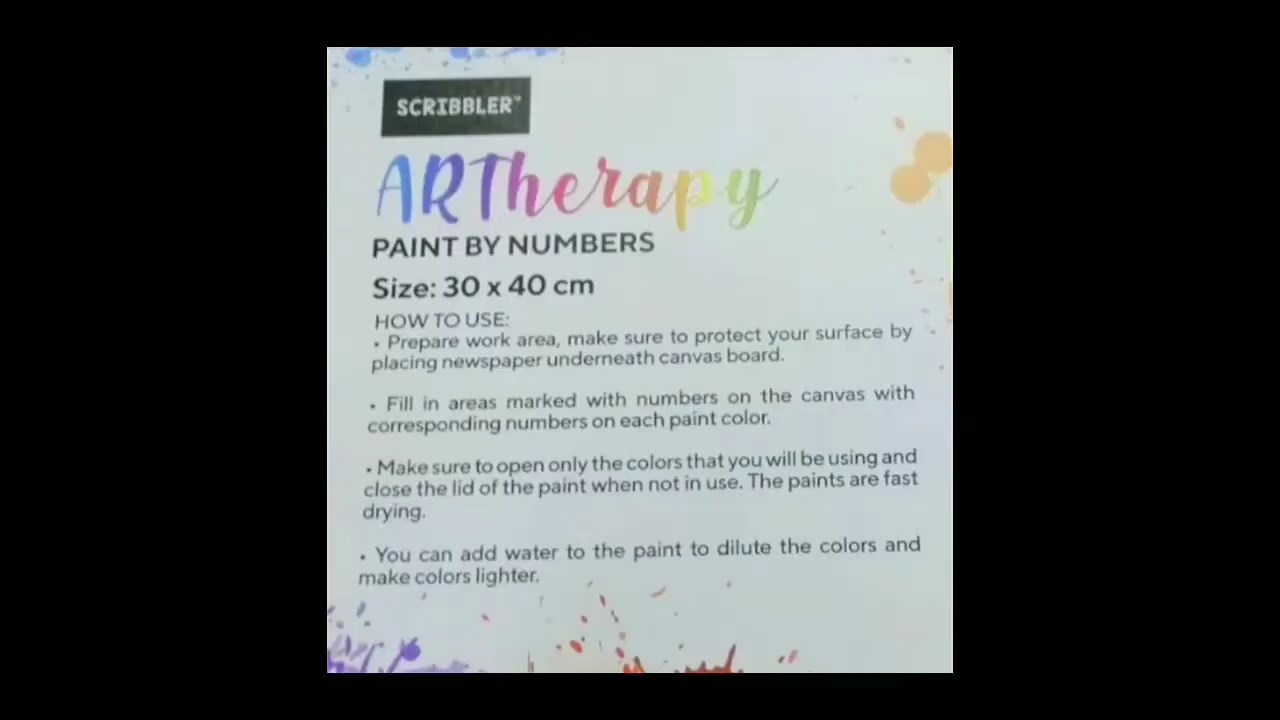 SCRIBBLER™
ARTherapy
PAINT BY NUMBERS
Size: 30 x 40 cm
HOW TO USE:
• Prepare work area, make sure to protect your surface by
placing newspaper underneath canvas board.
• Fill in areas marked with numbers on the canvas with
corresponding numbers on each paint color.
• Make sure to open only the colors that you will be using and
close the lid of the paint when not in use. The paints are fast
drying.
• You can add water to the paint to dilute the colors and
make colors lighter.